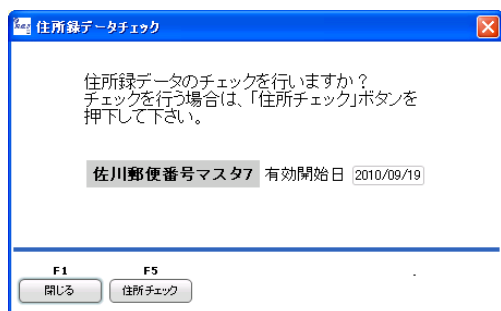 住所録データチェック
住所録データのチェックを行いますか？
チェックを行う場合は、「住所チェック」ボタンを
押下して下さい。
佐川郵便番号マスタ7 有効開始日 2010/09/19
F1 F5
閉じる 住所チェック